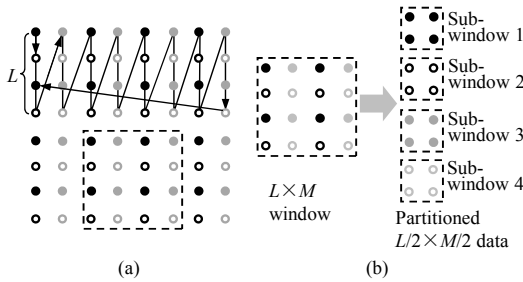 L
(a)
L×M
window
(b)
Sub-
window 1
Sub-
window 2
Sub-
window 3
Sub-
window 4
Partitioned
L/2×M/2 data